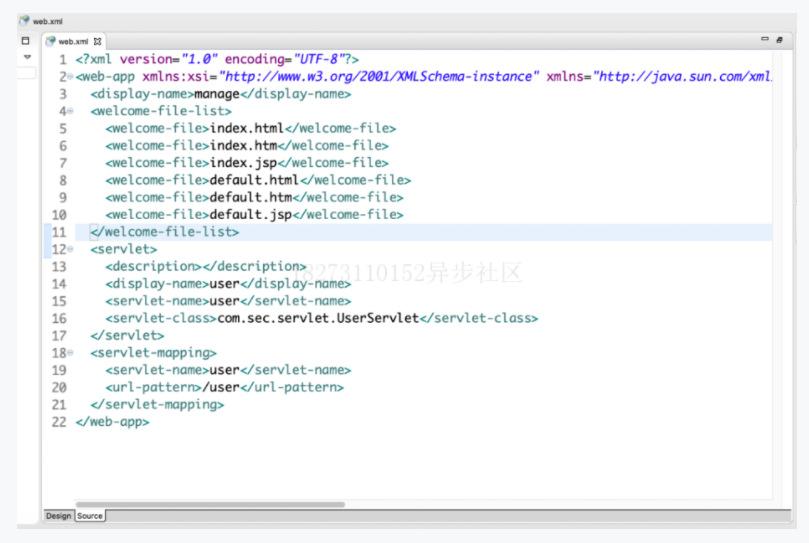 web.xml
web.xml
1 <?xml version="1.0" encoding="UTF-8"?>
2 <web-app xmlns:xsi="http://www.w3.org/2001/XMLSchema-instance" xmlns="http://java.sun.com/xml
3 <display-name>manage</display-name>
4 <welcome-file-list>
5 <welcome-file>index.html</welcome-file>
6 <welcome-file>index.htm</welcome-file>
7 <welcome-file>index.jsp</welcome-file>
8 <welcome-file>default.html</welcome-file>
9 <welcome-file>default.htm</welcome-file>
10 <welcome-file>default.jsp</welcome-file>
11 </welcome-file-list>
12 <servlet>
13 <description></description>
18273110152异步社区
14 <display-name>user</display-name>
15 <servlet-name>user</servlet-name>
16 <servlet-class>com.sec.servlet.UserServlet</servlet-class>
17 </servlet>
18 <servlet-mapping>
19 <servlet-name>user</servlet-name>
20 <url-pattern>/user</url-pattern>
21 </servlet-mapping>
22 </web-app>
Design Source